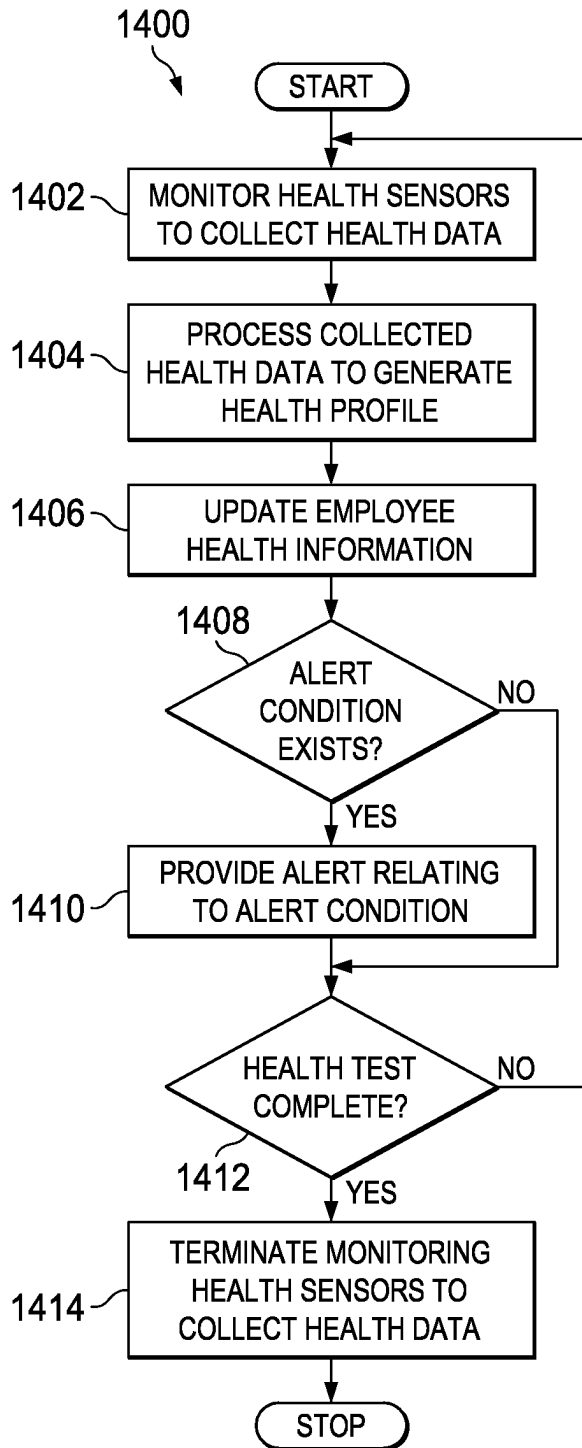 1400
START
1402
MONITOR HEALTH SENSORS
TO COLLECT HEALTH DATA
1404
PROCESS COLLECTED
HEALTH DATA TO GENERATE
HEALTH PROFILE
1406
UPDATE EMPLOYEE
HEALTH INFORMATION
1408
ALERT
CONDITION
EXISTS?
NO
YES
1410
PROVIDE ALERT RELATING
TO ALERT CONDITION
HEALTH TEST
COMPLETE?
NO
1412
YES
1414
TERMINATE MONITORING
HEALTH SENSORS TO
COLLECT HEALTH DATA
STOP